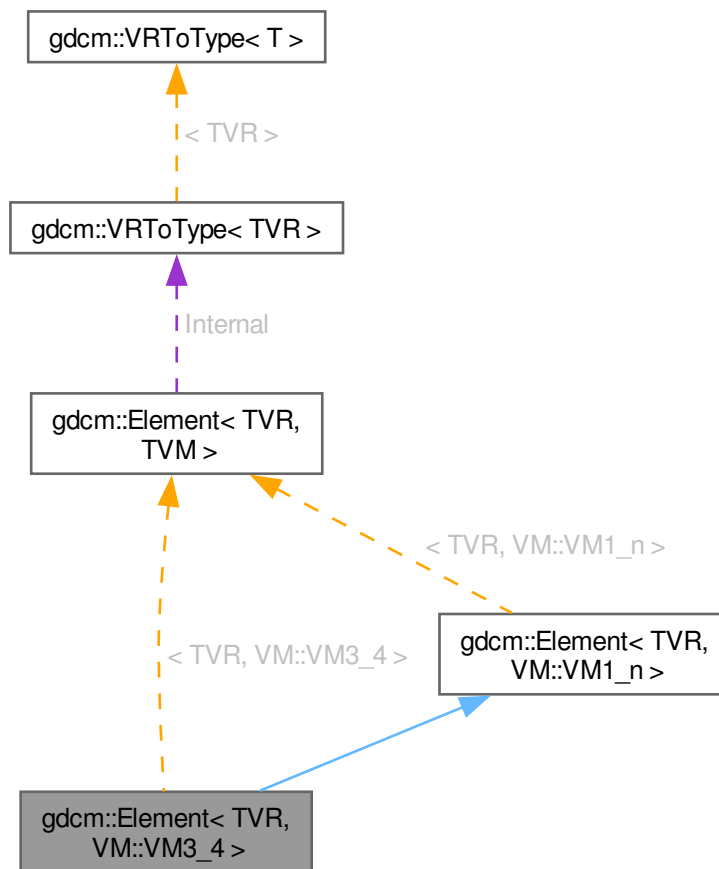 gdcm::VRToType< T >
< TVR >
gdcm::VRToType< TVR >
Internal
gdcm::Element< TVR,
TVM >
< TVR, VM::VM1_n >
< TVR, VM::VM3_4 >
gdcm::Element< TVR,
VM::VM1_n >
gdcm::Element< TVR,
VM::VM3_4 >